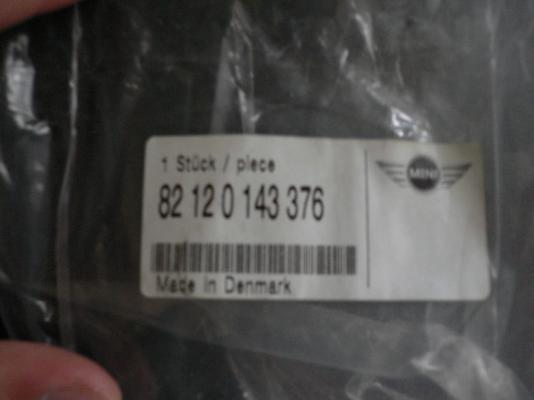 1 Stück / piece
82 12 0 143 376
Made in Denmark
MINI